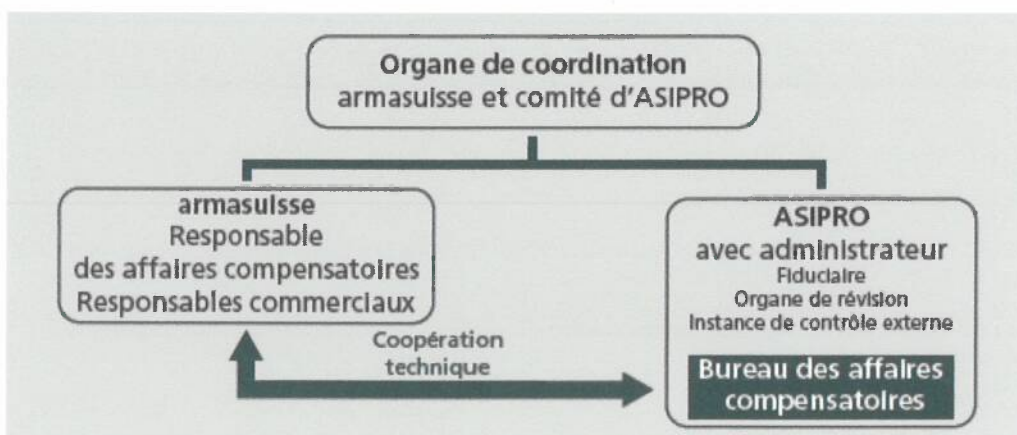 Organe de coordination
armasuisse et comité d'ASIPRO
armasuisse
Responsable
des affaires compensatoires
Responsables commerciaux
ASIPRO
avec administrateur
Fiduciaire
Organe de révision
Instance de contrôle externe
Bureau des affaires
compensatoires
Coopération
technique